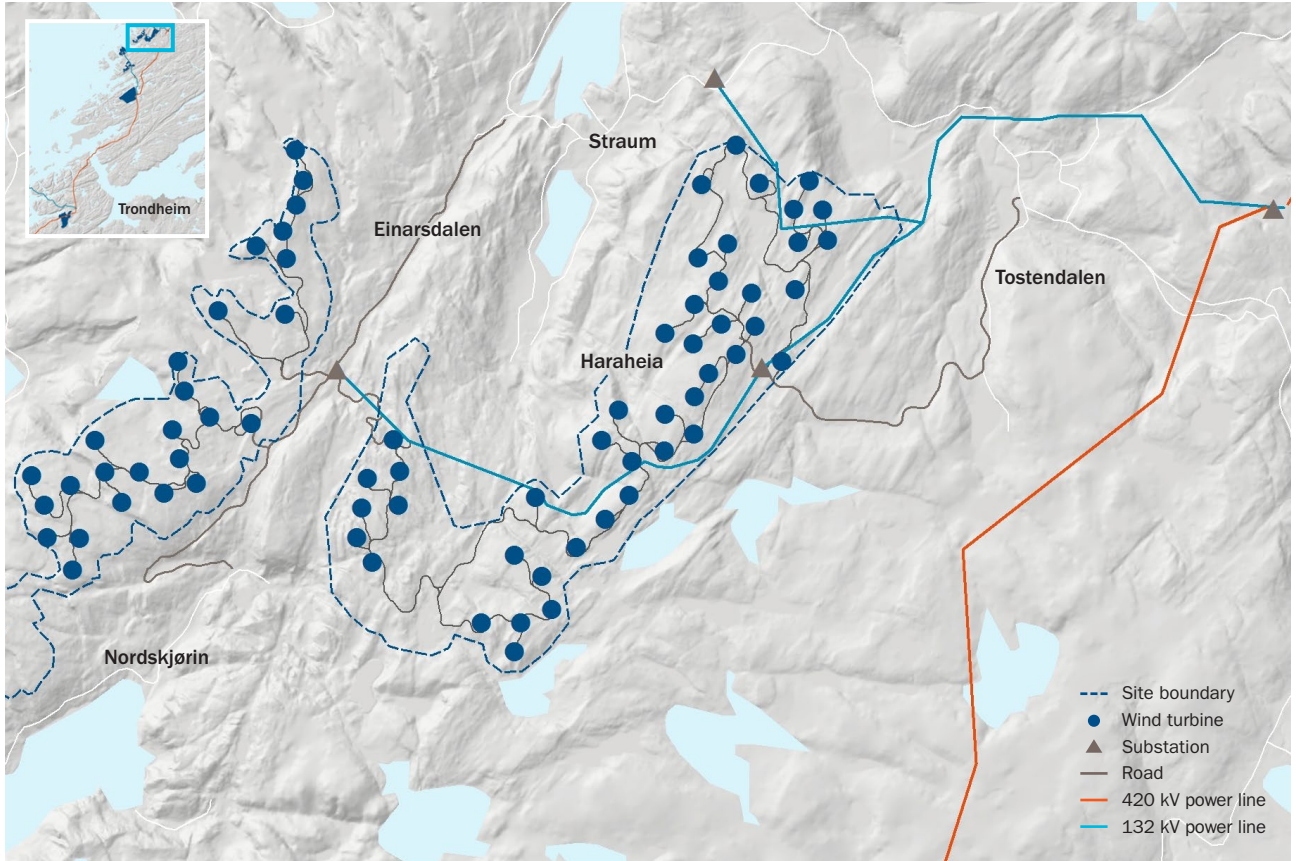 Trondheim
Straum
Einarsdalen
Tostendalen
Haraheia
Nordskjørin
Site boundary
Wind turbine
Substation
Road
420 kV power line
132 kV power line